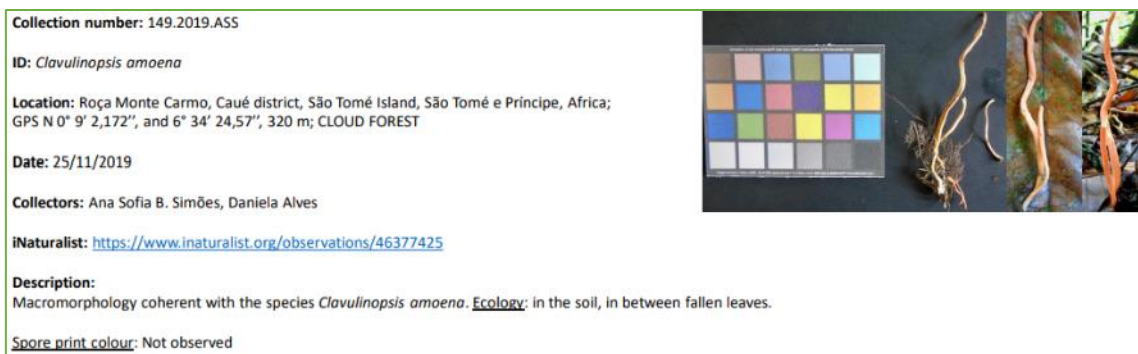 Collection number: 149.2019.ASS
ID: Clavulinopsis amoena
Location: Roça Monte Carmo, Caué district, São Tomé Island, São Tomé e Príncipe, Africa;
GPS N 0° 9’ 2,172’’, and 6° 34’ 24,57’’, 320 m; CLOUD FOREST
Date: 25/11/2019
Collectors: Ana Sofia B. Simões, Daniela Alves
iNaturalist: https://www.inaturalist.org/observations/46377425
Description:
Macromorphology coherent with the species Clavulinopsis amoena. Ecology: in the soil, in between fallen leaves.
Spore print colour: Not observed